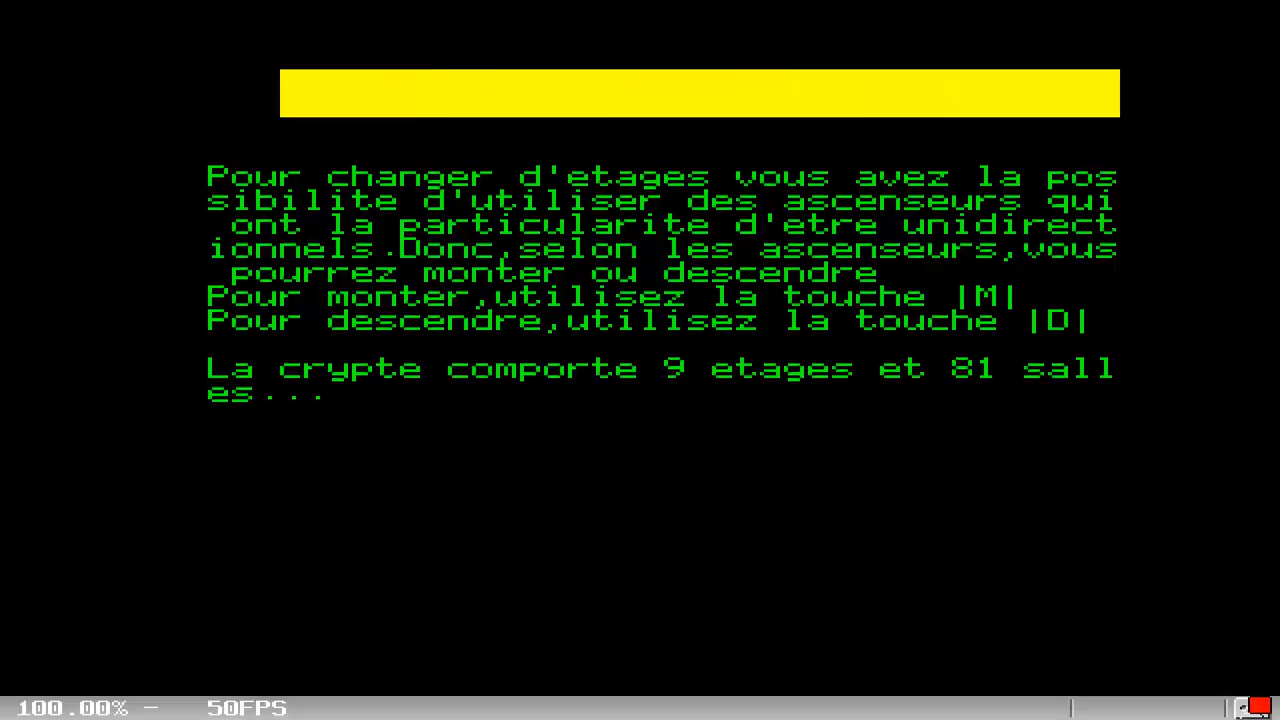 Pour changer d'etages vous avez la pos
sibilite d'utiliser des ascenseurs qui
 ont la particularite d'etre unidirect
ionnels.Donc,selon les ascenseurs,vous
 pourrez monter ou descendre
Pour monter,utilisez la touche |M|
Pour descendre,utilisez la touche |D|
La crypte comporte 9 etages et 81 sall
es...
100.00% - 50FPS